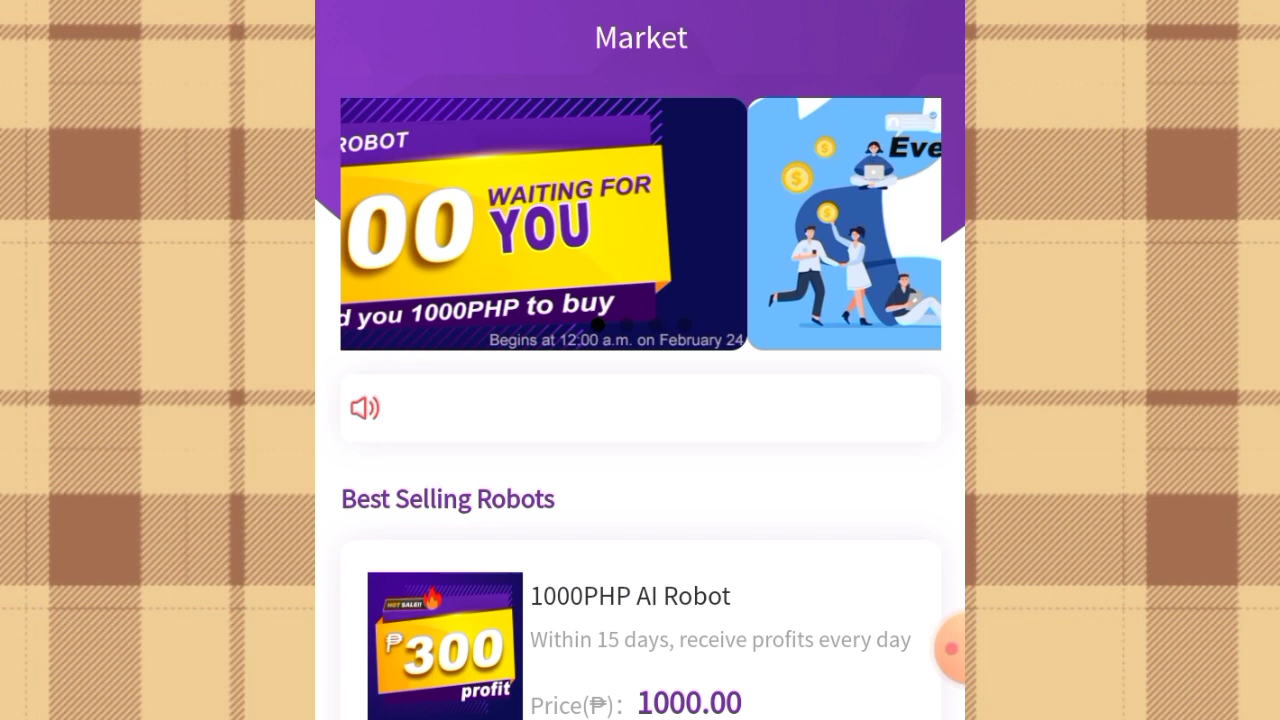 Market
ROBOT
00 WAITING FOR
YOU
d you 1000PHP to buy
Begins at 12:00 a.m. on February 24
Eve
Best Selling Robots
HOT SALE!!
₱300
profit
1000PHP AI Robot
Within 15 days, receive profits every day
Price(₱): 1000.00